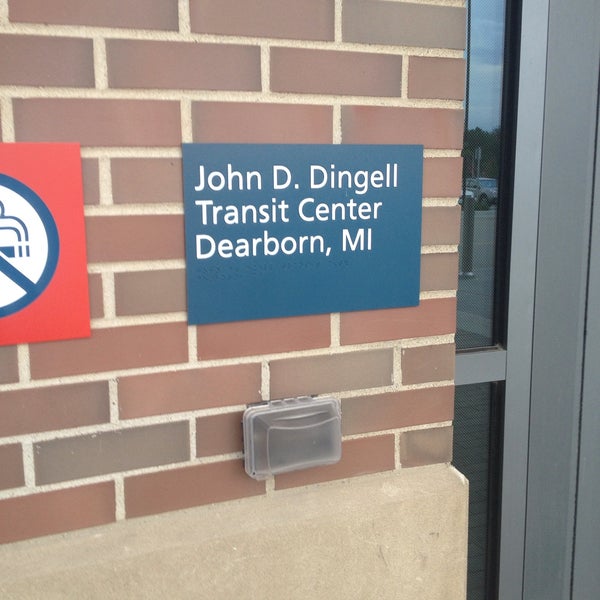 John D. Dingell
Transit Center
Dearborn, MI